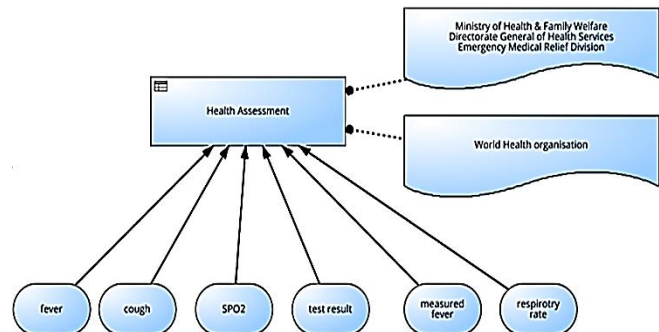 Ministry of Health & Family Welfare
Directorate General of Health Services
Emergency Medical Relief Division
Health Assessment
World Health organisation
fever
cough
SPO2
test result
measured
fever
respirotry
rate